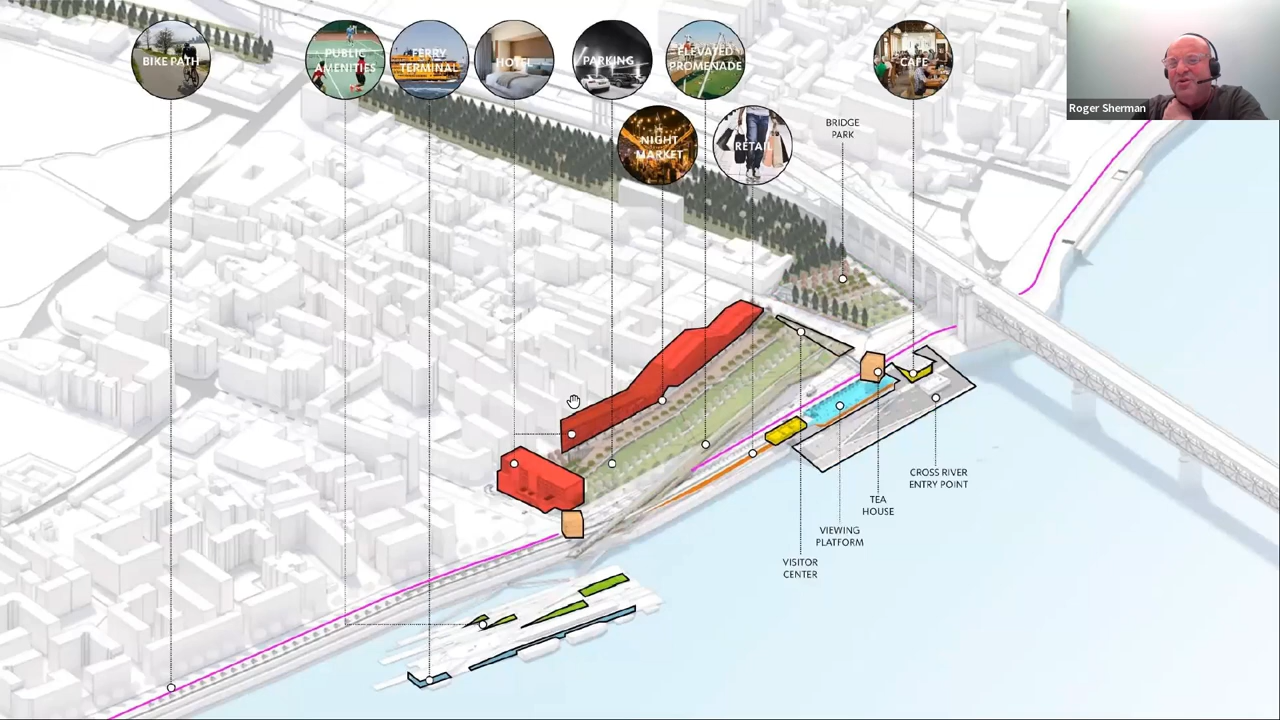 BIKE PATH
PUBLIC
AMENITIES
FERRY
TERMINAL
HOTEL
PARKING
ELEVATED
PROMENADE
CAFE
Roger Sherman
NIGHT
MARKET
RETAIL
BRIDGE
PARK
CROSS RIVER
ENTRY POINT
TEA
HOUSE
VIEWING
PLATFORM
VISITOR
CENTER